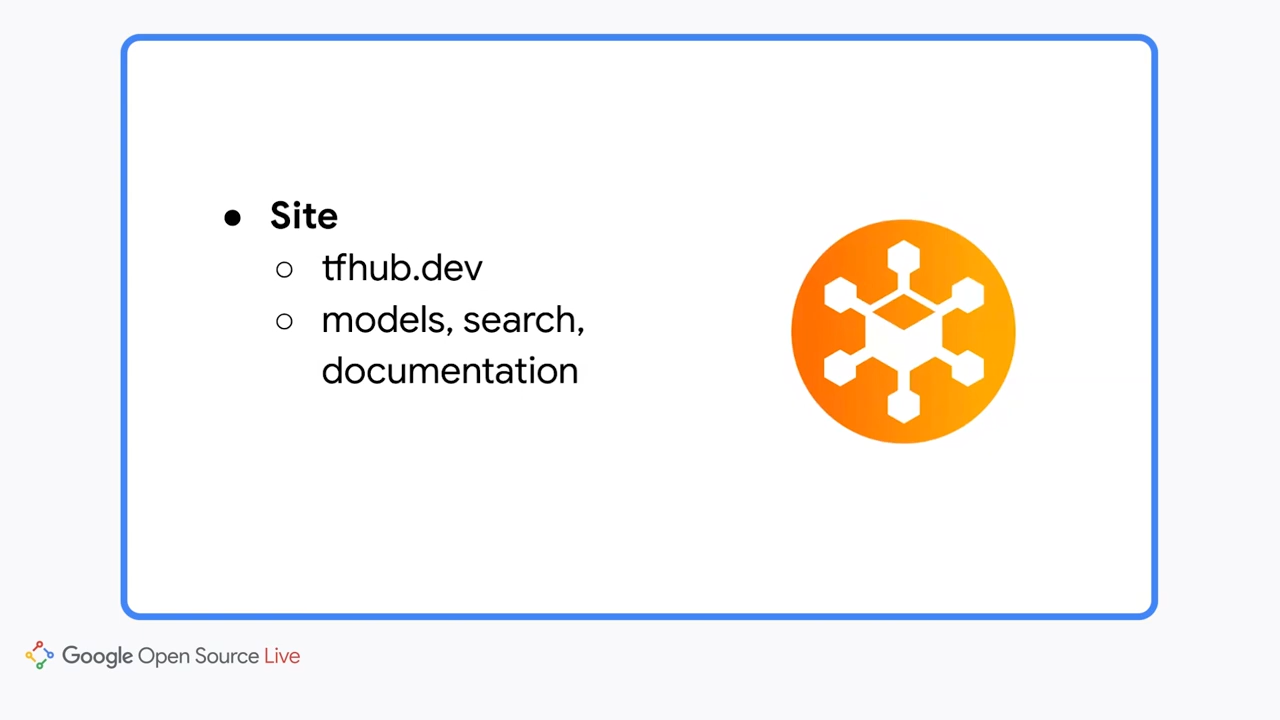 ● Site
○ tfhub.dev
○ models, search,
documentation
Google Open Source Live